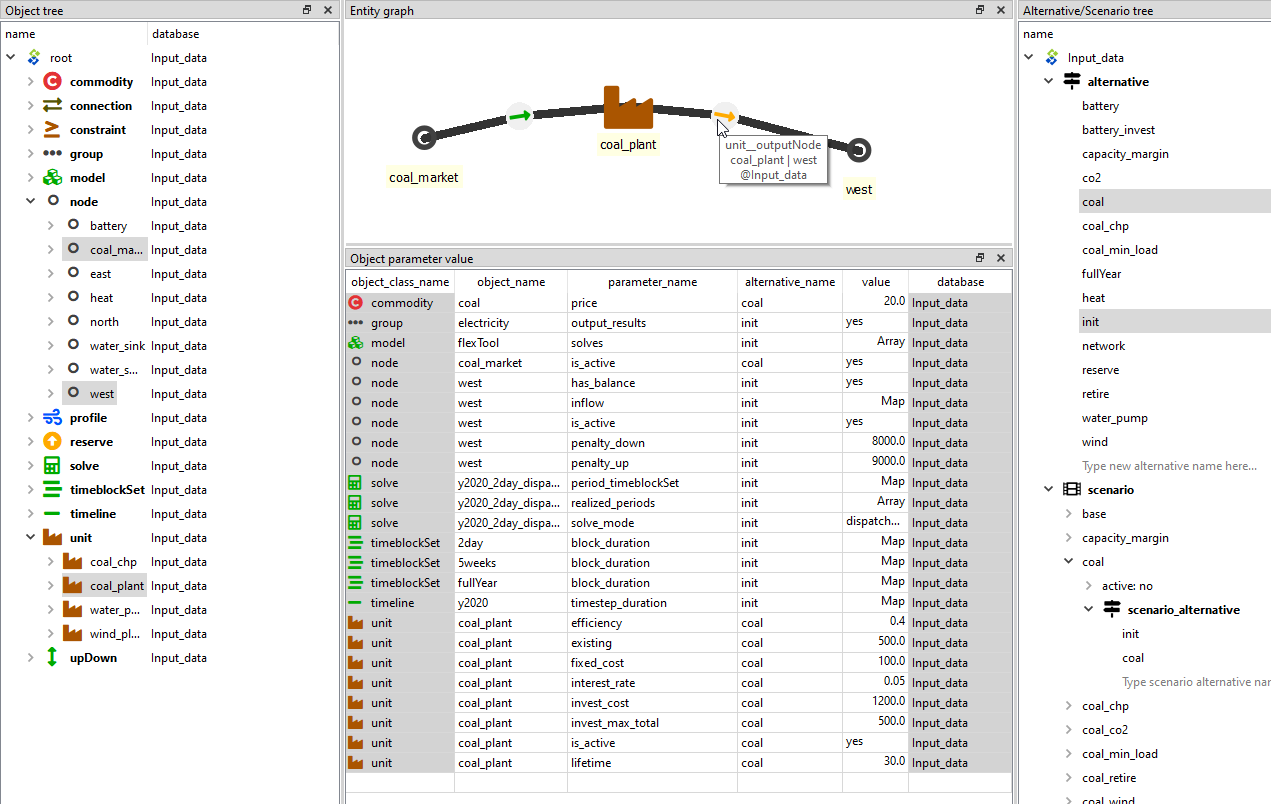 Object tree
name database
root Input_data
commodity Input_data
connection Input_data
constraint Input_data
group Input_data
model Input_data
node Input_data
battery Input_data
coal_ma... Input_data
east Input_data
heat Input_data
north Input_data
water_sink Input_data
water_s... Input_data
west Input_data
profile Input_data
reserve Input_data
solve Input_data
timeblockSet Input_data
timeline Input_data
unit Input_data
coal_chp Input_data
coal_plant Input_data
water_p... Input_data
wind_pl... Input_data
upDown Input_data
Entity graph
coal_market
coal_plant
unit__outputNode
coal_plant | west
@Input_data
west
Object parameter value
object_class_name object_name parameter_name alternative_name value database
commodity coal price coal 20.0 Input_data
group electricity output_results init yes Input_data
model flexTool solves init Array Input_data
node coal_market is_active coal yes Input_data
node west has_balance init yes Input_data
node west inflow init Map Input_data
node west is_active init yes Input_data
node west penalty_down init 8000.0 Input_data
node west penalty_up init 9000.0 Input_data
solve y2020_2day_dispa... period_timeblockSet init Map Input_data
solve y2020_2day_dispa... realized_periods init Array Input_data
solve y2020_2day_dispa... solve_mode init dispatch... Input_data
timeblockSet 2day block_duration init Map Input_data
timeblockSet 5weeks block_duration init Map Input_data
timeblockSet fullYear block_duration init Map Input_data
timeline y2020 timestep_duration init Map Input_data
unit coal_plant efficiency coal 0.4 Input_data
unit coal_plant existing coal 500.0 Input_data
unit coal_plant fixed_cost coal 100.0 Input_data
unit coal_plant interest_rate coal 0.05 Input_data
unit coal_plant invest_cost coal 1200.0 Input_data
unit coal_plant invest_max_total coal 500.0 Input_data
unit coal_plant is_active coal yes Input_data
unit coal_plant lifetime coal 30.0 Input_data
Alternative/Scenario tree
name
Input_data
alternative
battery
battery_invest
capacity_margin
co2
coal
coal_chp
coal_min_load
fullYear
heat
init
network
reserve
retire
water_pump
wind
Type new alternative name here...
scenario
base
capacity_margin
coal
active: no
scenario_alternative
init
coal
Type scenario alternative nar
coal_chp
coal_co2
coal_min_load
coal_retire
coal_wind